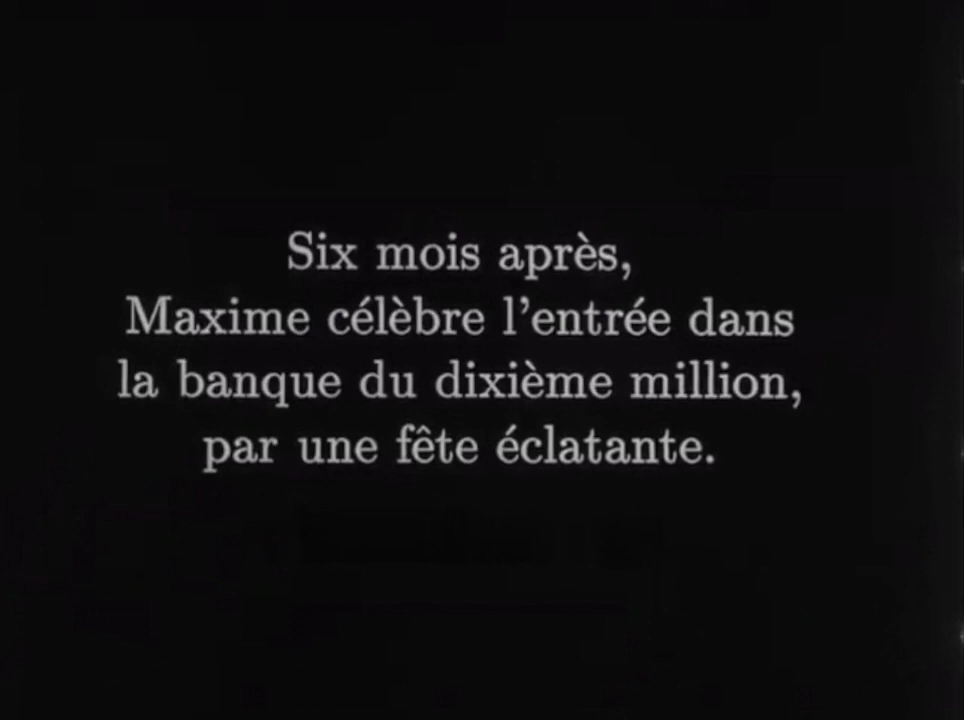 Six mois après,
Maxime célèbre l'entrée dans
la banque du dixième million,
par une fête éclatante.